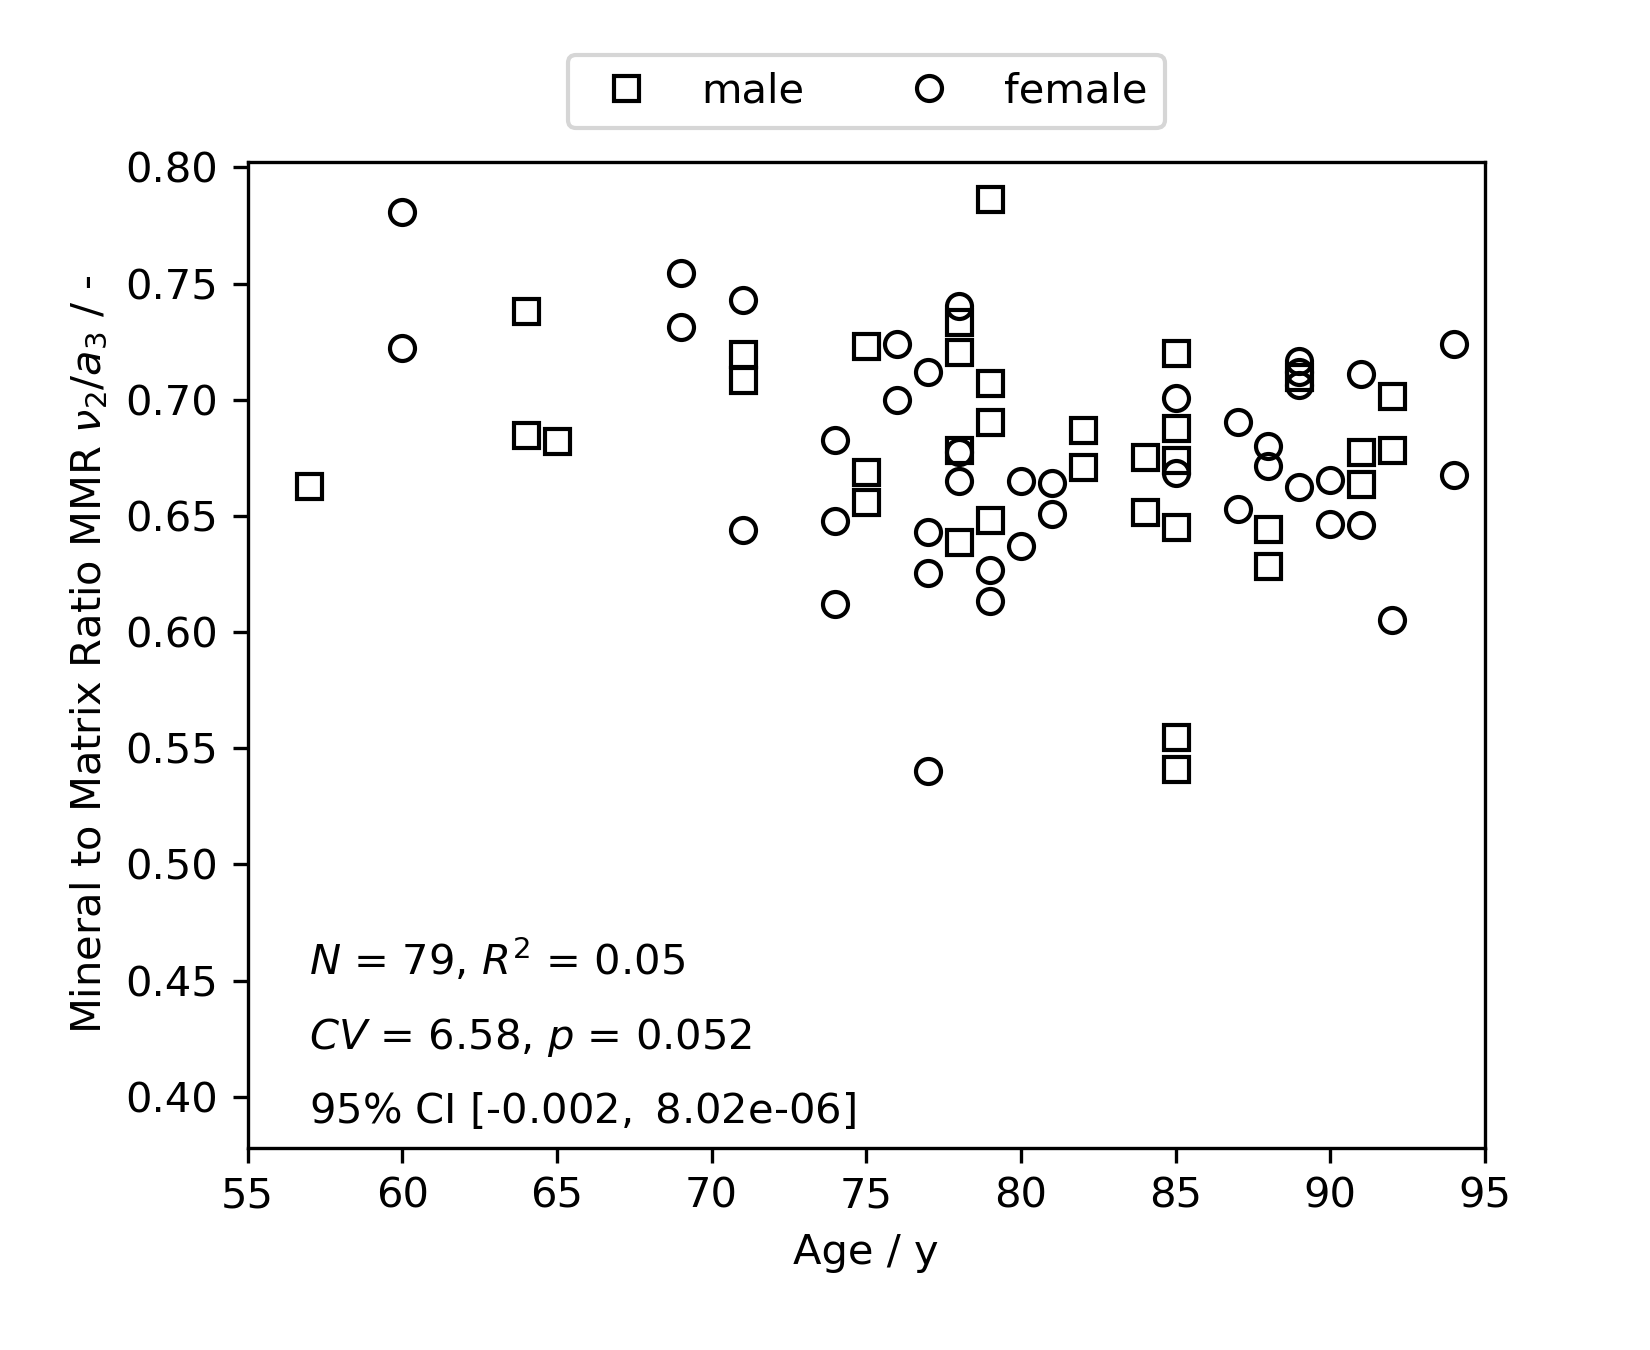 male female
0.80
0.75
0.70
0.65
0.60
0.55
0.50
0.45
0.40
Mineral to Matrix Ratio MMR ν₂/a₃ / -
N = 79, R² = 0.05
CV = 6.58, p = 0.052
95% CI [-0.002, 8.02e-06]
55 60 65 70 75 80 85 90 95
Age / y